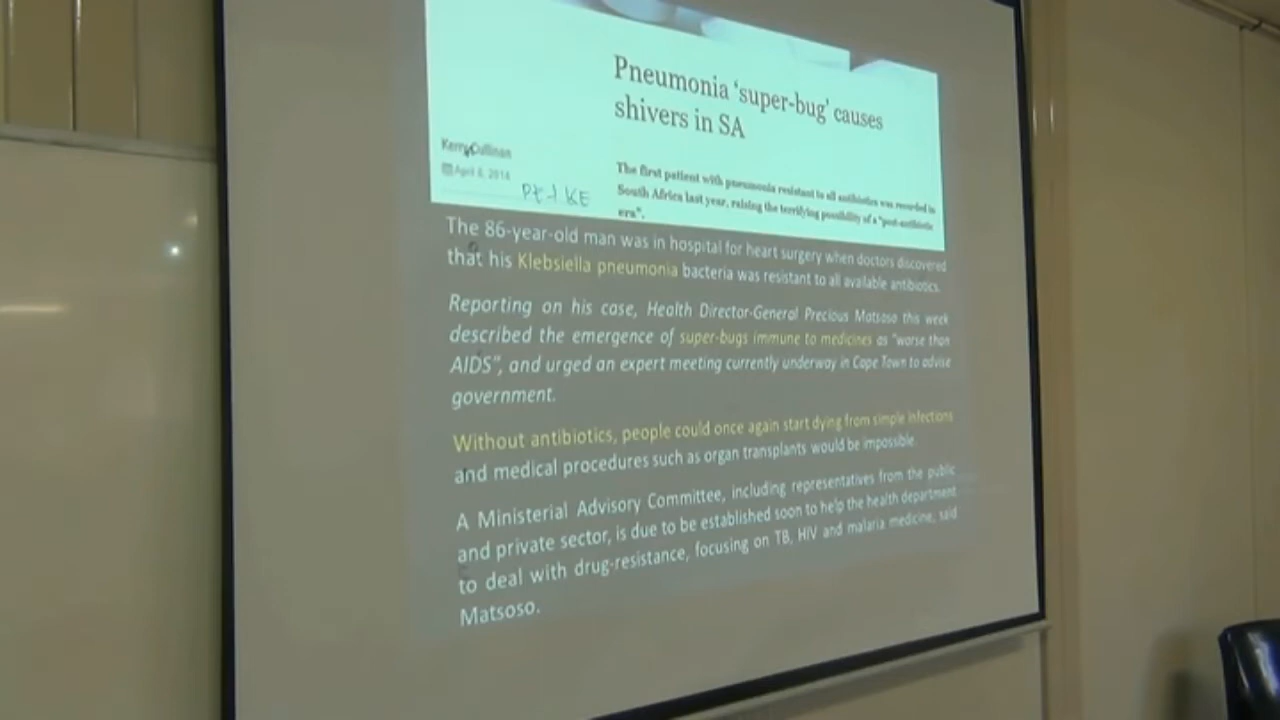 Pneumonia ‘super-bug’ causes
shivers in SA
Kerry Cullinan
April 8, 2014
The first patient with pneumonia resistant to all antibiotics was recorded in
South Africa last year, raising the terrifying possibility of a "post-antibiotic
era".
The 86-year-old man was in hospital for heart surgery when doctors discovered
that his Klebsiella pneumonia bacteria was resistant to all available antibiotics.
Reporting on his case, Health Director-General Precious Matsoso this week
described the emergence of super-bugs immune to medicines as "worse than
AIDS", and urged an expert meeting currently underway in Cape Town to advise
government.
Without antibiotics, people could once again start dying from simple infections
and medical procedures such as organ transplants would be impossible
A Ministerial Advisory Committee, including representatives from the public
and private sector, is due to be established soon to help the health department
to deal with drug-resistance, focusing on TB, HIV and malaria medicine, said
Matsoso.